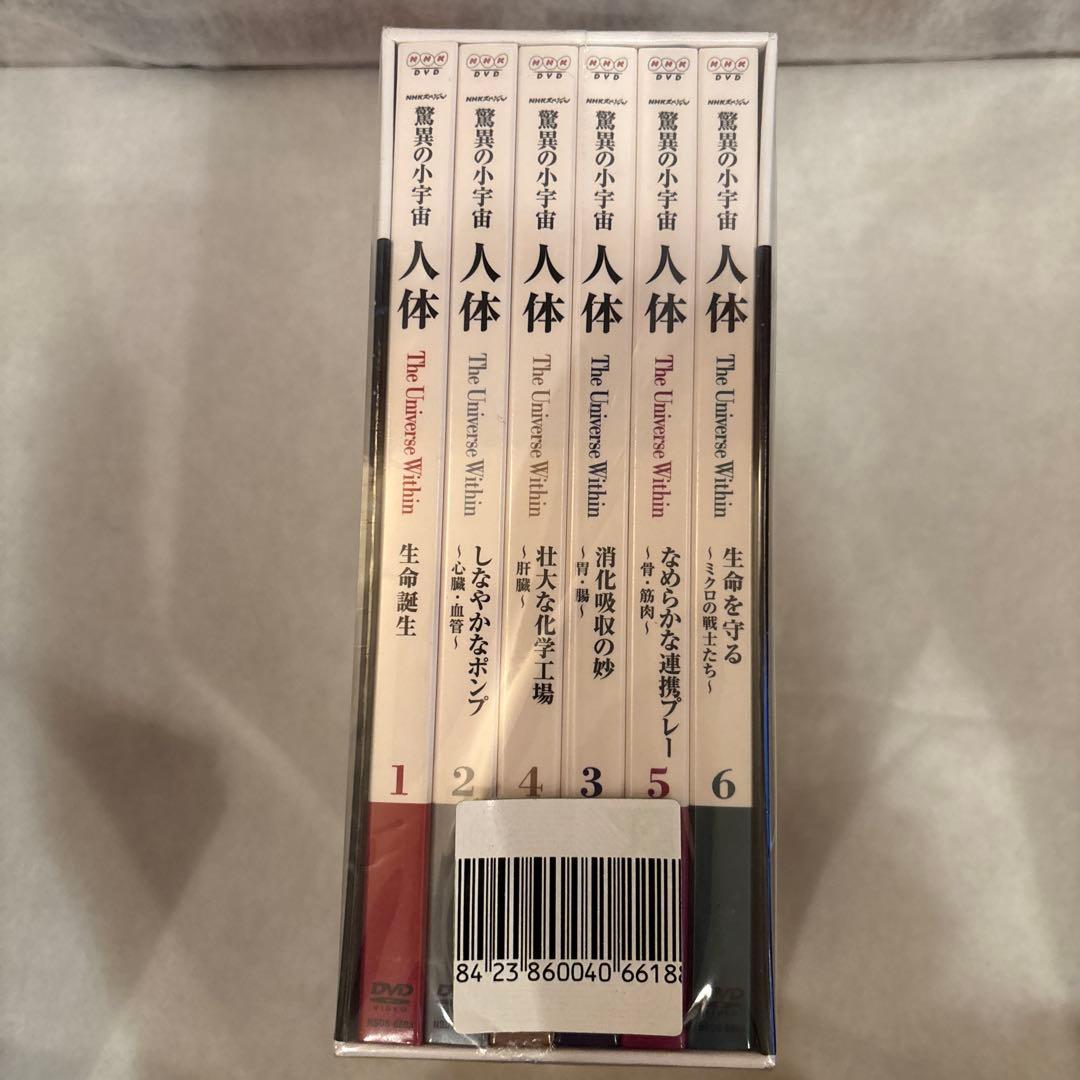 NHK
DVD
NHKスペシャル
驚異の小宇宙
人体
The Universe Within
生命誕生
1
DVD
VIDEO
NHK
DVD
NHKスペシャル
驚異の小宇宙
人体
The Universe Within
しなやかなポンプ
～心臓・血管～
2
NHK
DVD
NHKスペシャル
驚異の小宇宙
人体
The Universe Within
壮大な化学工場
～肝臓～
4
NHK
DVD
NHKスペシャル
驚異の小宇宙
人体
The Universe Within
消化吸収の妙
～胃・腸～
3
NHK
DVD
NHKスペシャル
驚異の小宇宙
人体
The Universe Within
なめらかな連携プレー
～骨・筋肉～
5
NHK
DVD
NHKスペシャル
驚異の小宇宙
人体
The Universe Within
生命を守る
～ミクロの戦士たち～
6
84 23 860040 66188